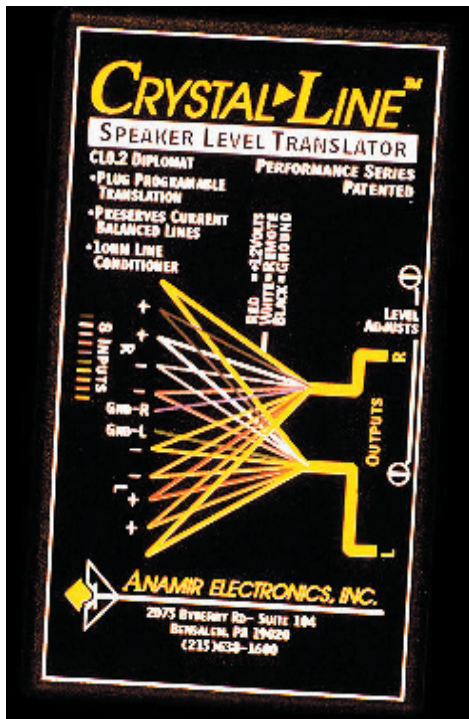 CRYSTAL LINE™
SPEAKER LEVEL TRANSLATOR
CL8.2 DIPLOMAT
PERFORMANCE SERIES
PATENTED
•PLUG PROGRAMABLE
TRANSLATION
•PRESERVES CURRENT
BALANCED LINES
•1OHM LINE
CONDITIONER
RED = +12VOLTS
WHITE = REMOTE
BLACK = GROUND
LEVEL
ADJUSTS
8 INPUTS
+
+
R
-
-
GND-R
GND-L
-
-
L
+
+
R
OUTPUTS
L
ANAMIR ELECTRONICS, INC.
2075 BYBERRY RD- SUITE 104
BENSALEM, PA 19020
(215)638-1600